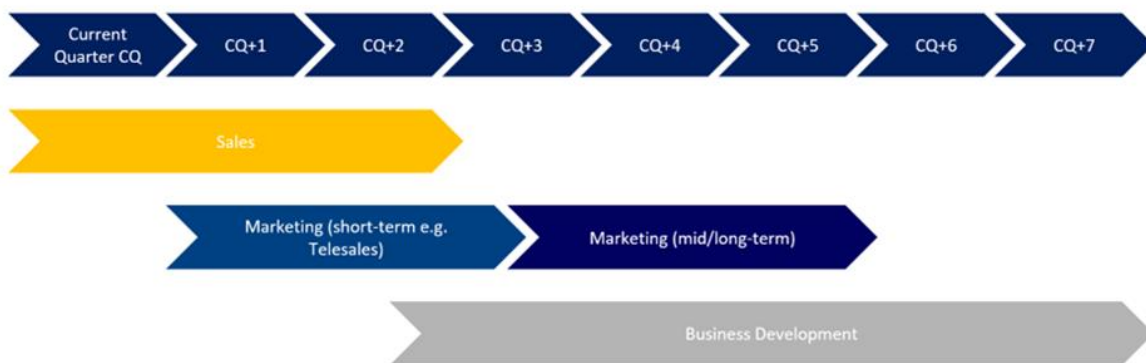 Current
Quarter CQ
CQ+1
CQ+2
CQ+3
CQ+4
CQ+5
CQ+6
CQ+7
Sales
Marketing (short-term e.g.
Telesales)
Marketing (mid/long-term)
Business Development